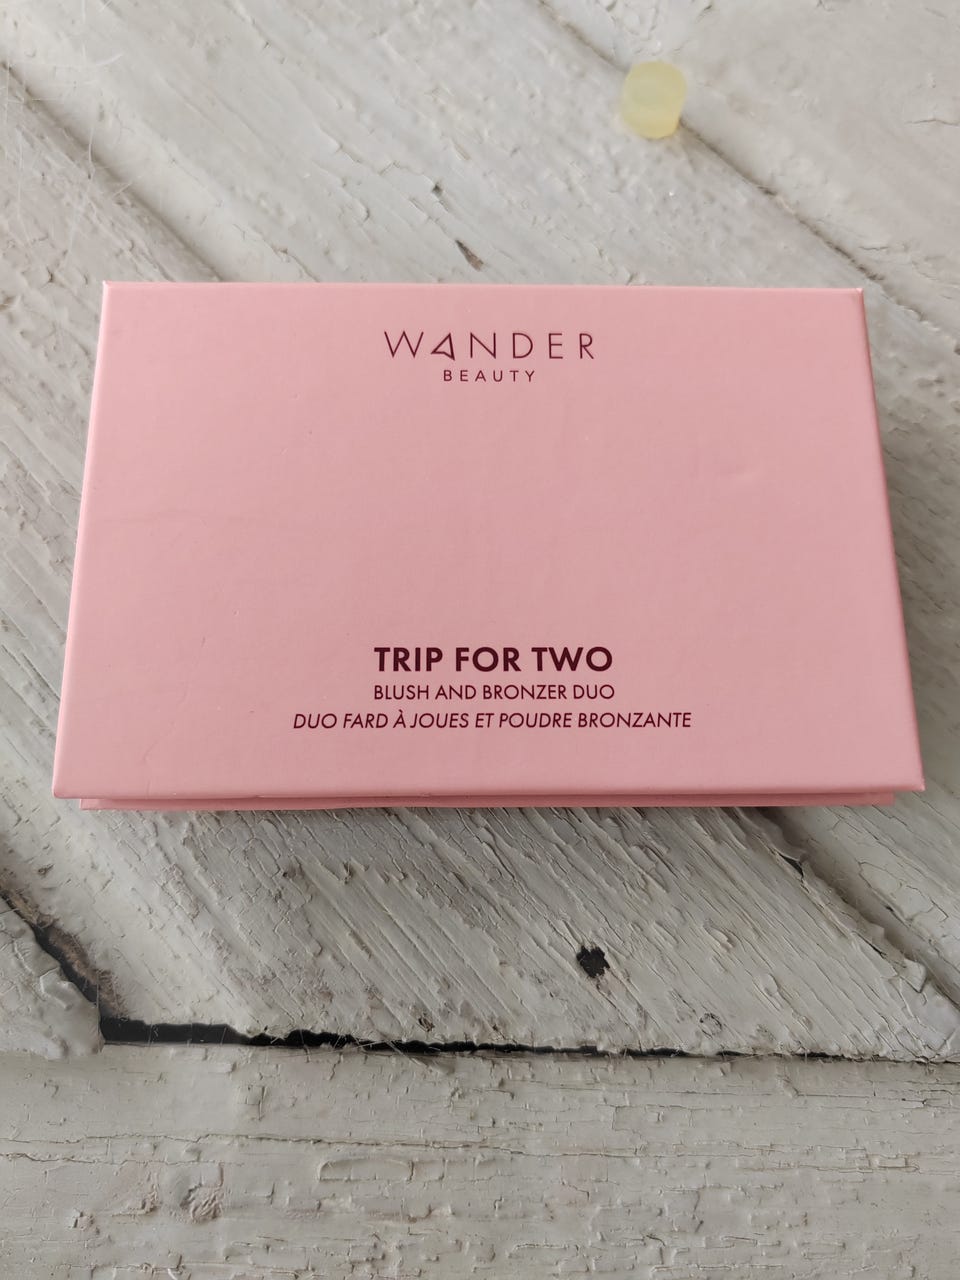 WANDER
BEAUTY
TRIP FOR TWO
BLUSH AND BRONZER DUO
DUO FARD À JOUES ET POUDRE BRONZANTE